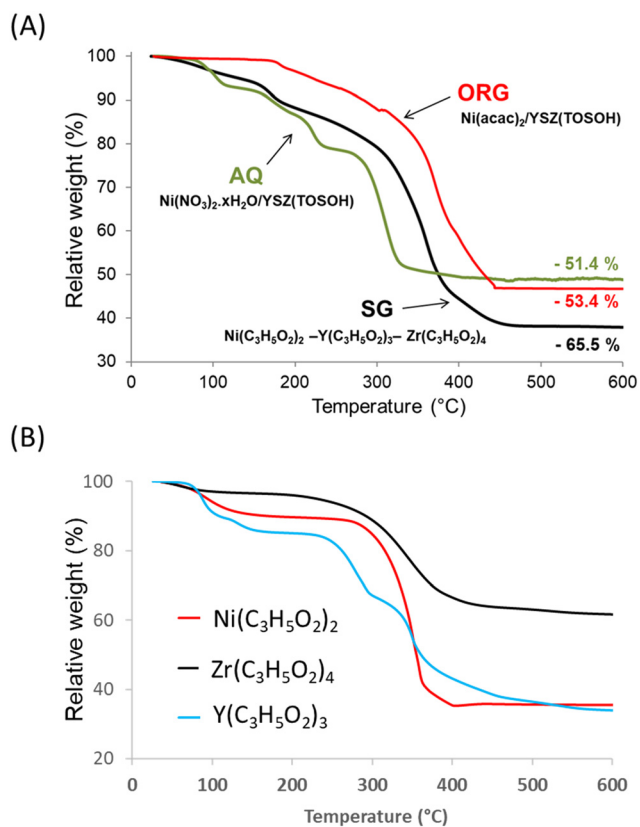 (A)
100
90
80
70
60
50
40
30
Relative weight (%)
ORG
Ni(acac)₂/YSZ(TOSOH)
AQ
Ni(NO₃)₂.xH₂O/YSZ(TOSOH)
- 51.4 %
- 53.4 %
SG
Ni(C₃H₅O₂)₂ –Y(C₃H₅O₂)₃– Zr(C₃H₅O₂)₄
- 65.5 %
0 100 200 300 400 500 600
Temperature (°C)
(B)
100
80
60
40
20
Relative weight (%)
Ni(C₃H₅O₂)₂
Zr(C₃H₅O₂)₄
Y(C₃H₅O₂)₃
0 100 200 300 400 500 600
Temperature (°C)